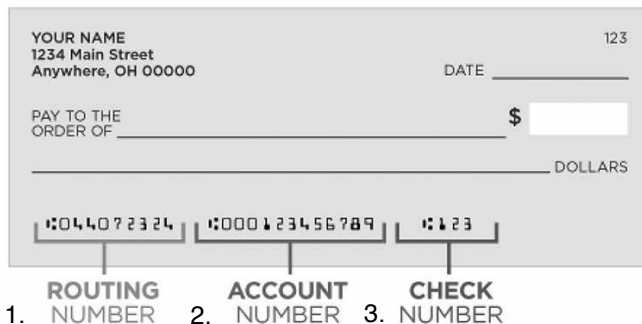 YOUR NAME 123
1234 Main Street
Anywhere, OH 00000
DATE
PAY TO THE
ORDER OF $
DOLLARS
⑆044072324 ⑆000123456789 ⑆123
ROUTING ACCOUNT CHECK
1. NUMBER 2. NUMBER 3. NUMBER